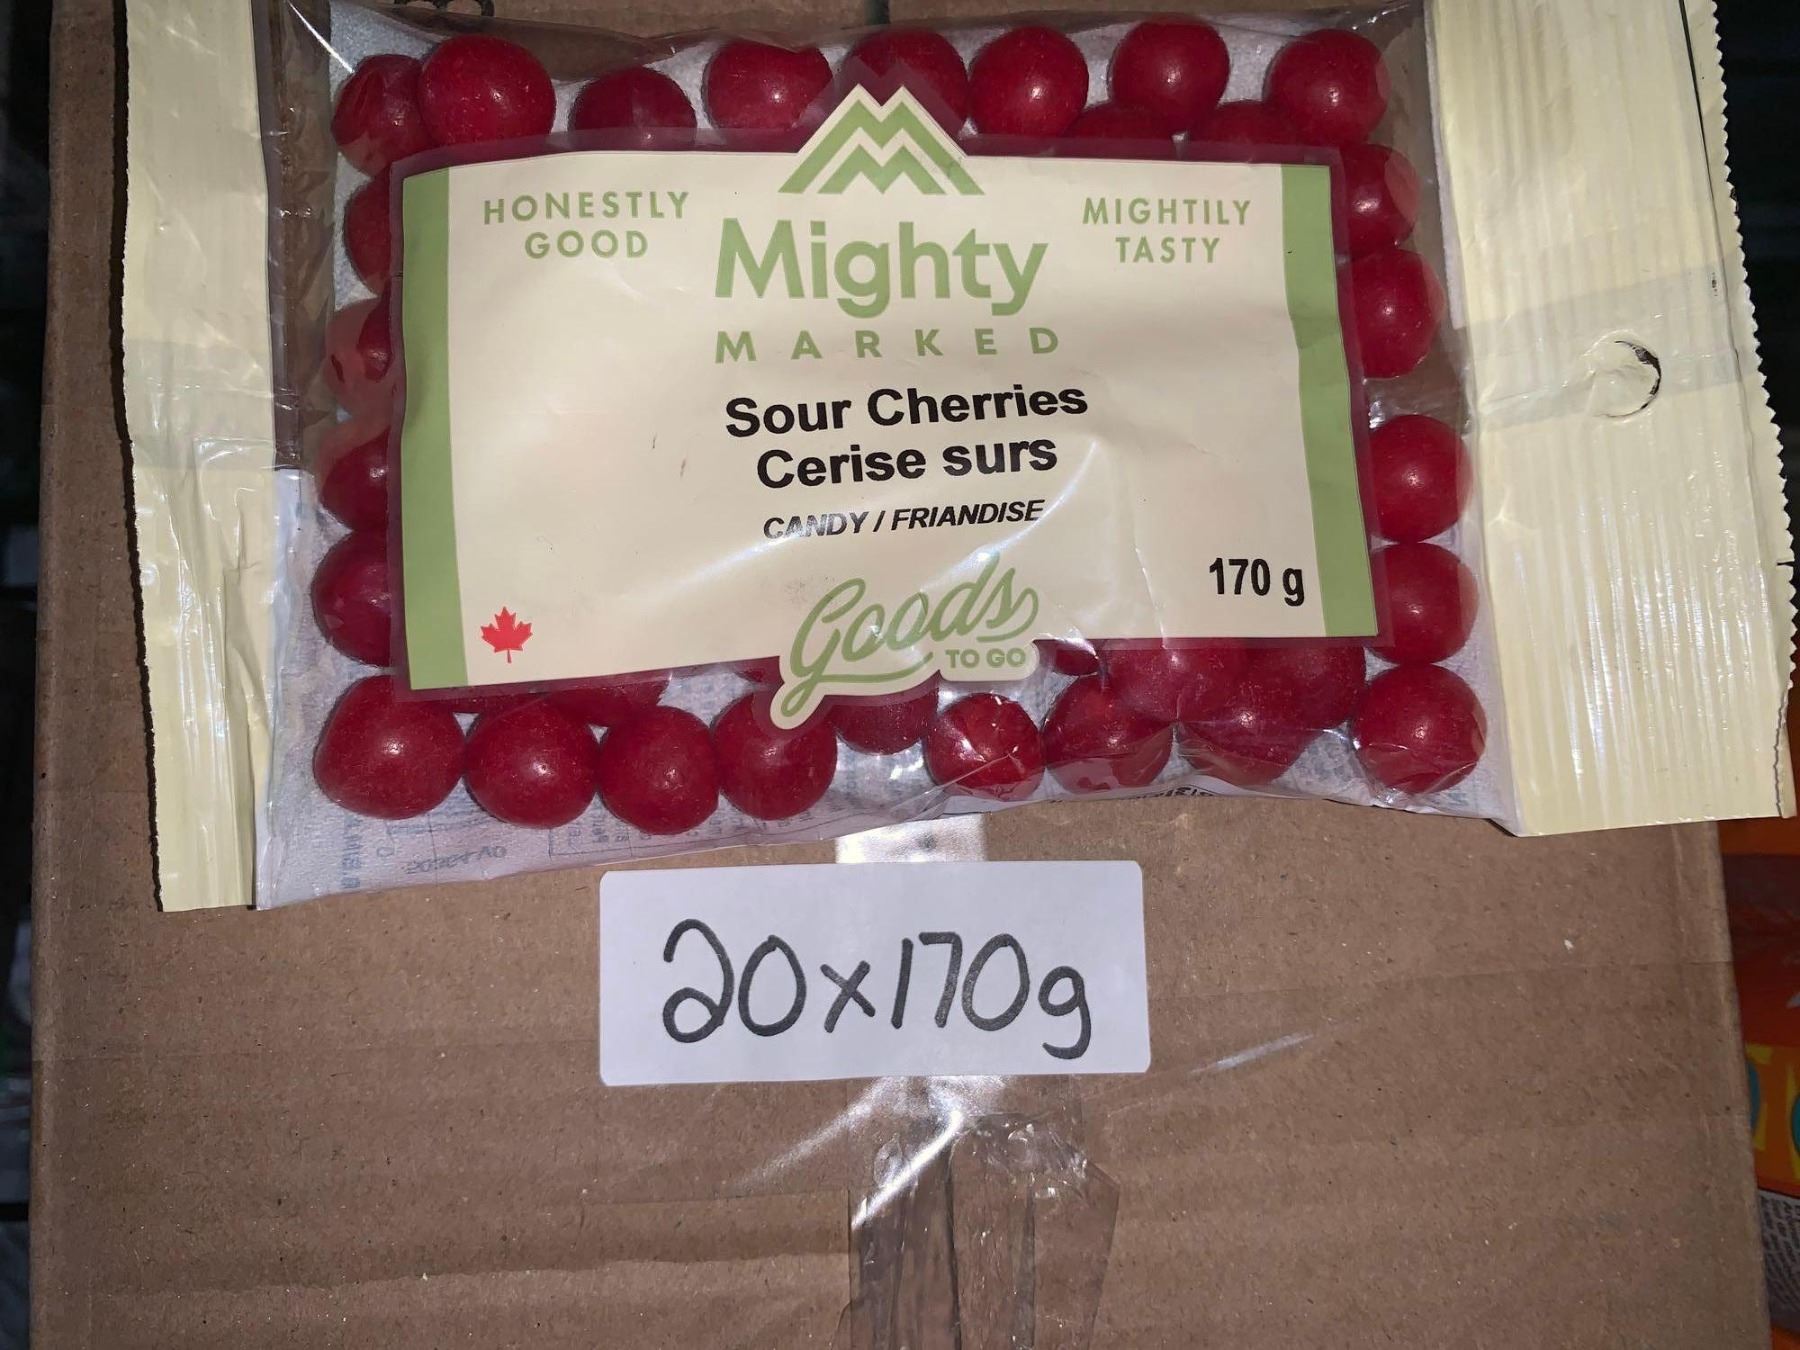 HONESTLY
GOOD
Mighty
MARKED
MIGHTILY
TASTY
Sour Cherries
Cerise surs
CANDY / FRIANDISE
170 g
Goods
TO GO
20x170g